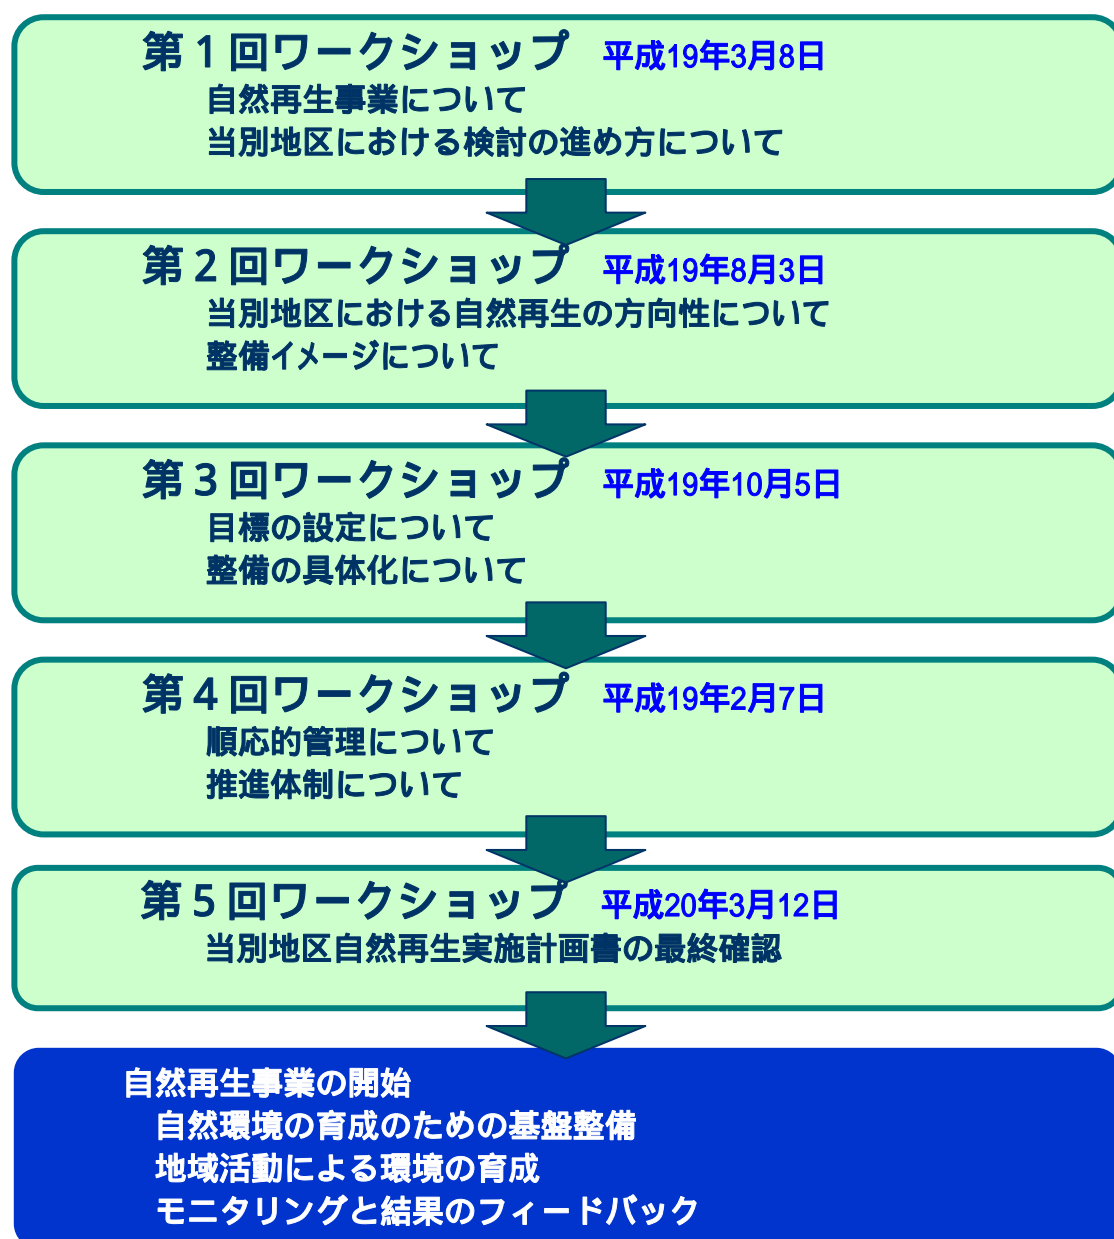 第１回ワークショップ　平成19年3月8日
自然再生事業について
当別地区における検討の進め方について
第２回ワークショップ　平成19年8月3日
当別地区における自然再生の方向性について
整備イメージについて
第３回ワークショップ　平成19年10月5日
目標の設定について
整備の具体化について
第４回ワークショップ　平成19年2月7日
順応的管理について
推進体制について
第５回ワークショップ　平成20年3月12日
当別地区自然再生実施計画書の最終確認
自然再生事業の開始
自然環境の育成のための基盤整備
地域活動による環境の育成
モニタリングと結果のフィードバック